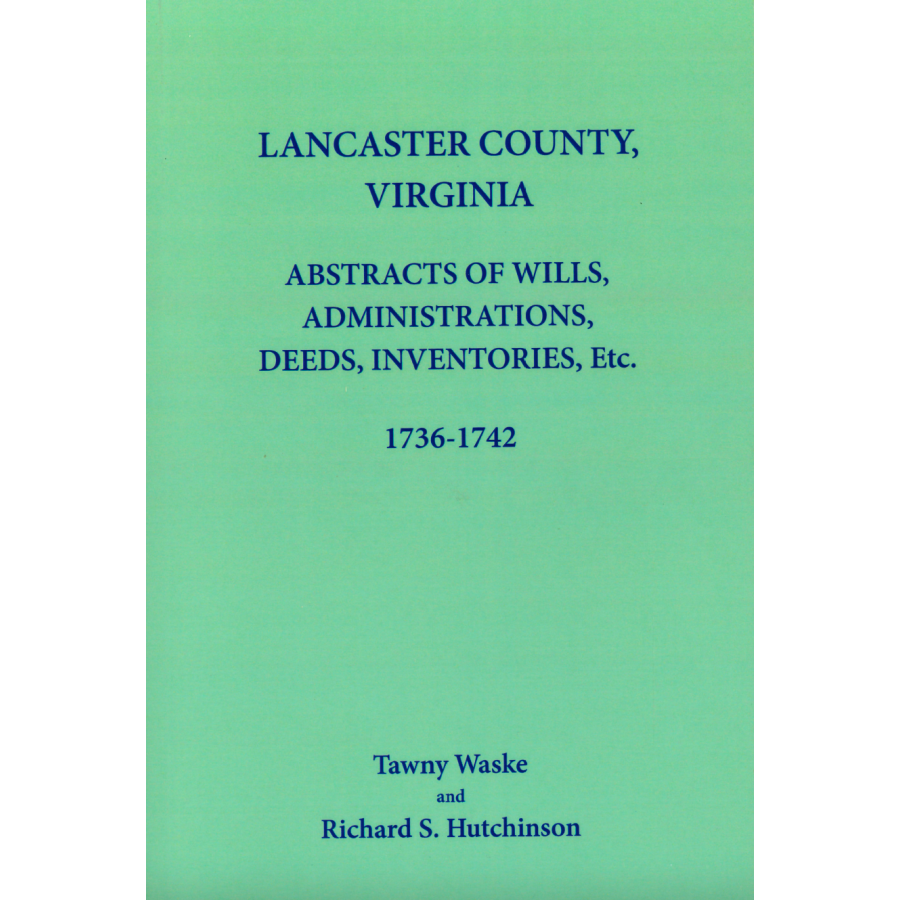 LANCASTER COUNTY,
VIRGINIA
ABSTRACTS OF WILLS,
ADMINISTRATIONS,
DEEDS, INVENTORIES, Etc.
1736-1742
Tawny Waske
and
Richard S. Hutchinson